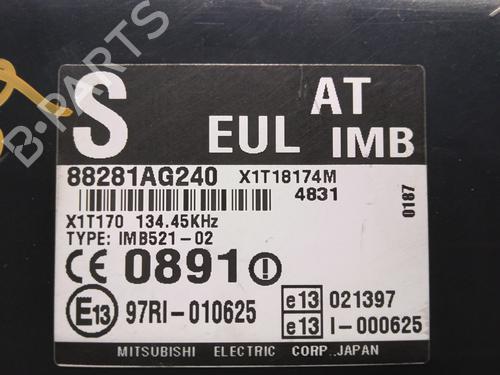 S EUL AT IMB
88281AG240 X1T18174M
4831
0187
X1T170 134.45KHz
TYPE: IMB521-02
CE 0891
E13 97RI-010625
e13 021397
e13 I-000625
MITSUBISHI ELECTRIC CORP. JAPAN
B-PARTS